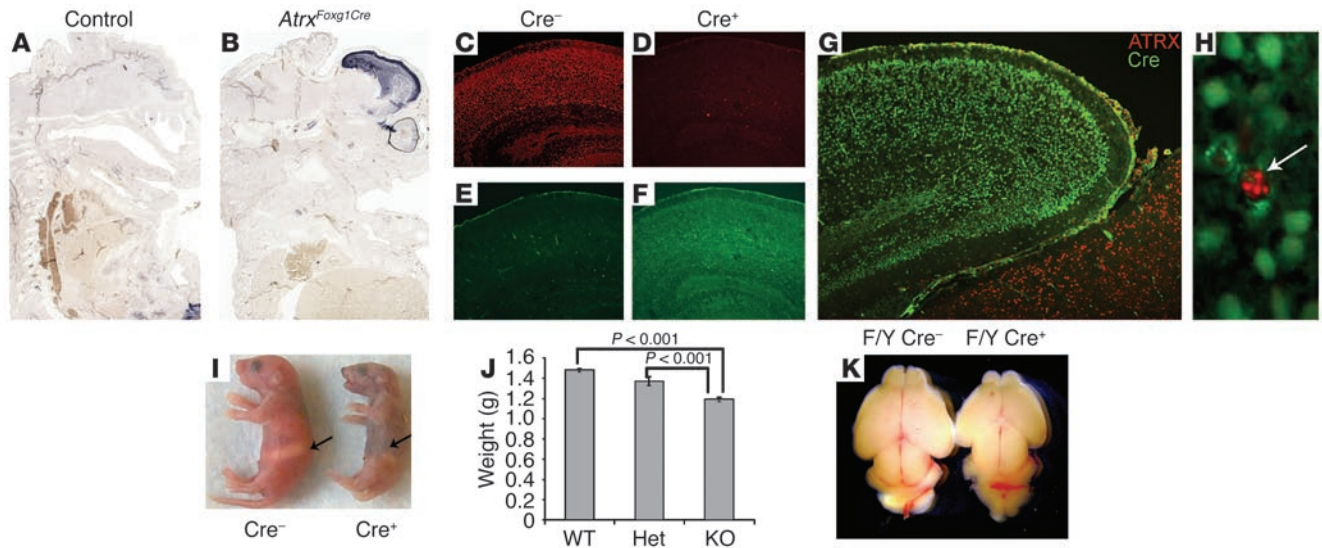 Control
Atrx^Foxg1Cre
Cre⁻
Cre⁺
A
B
C
D
E
F
G
ATRX
Cre
H
I
Cre⁻
Cre⁺
J
P < 0.001
P < 0.001
Weight (g)
1.6
1.4
1.2
1.0
0.8
0.6
0.4
0.2
0
WT
Het
KO
F/Y Cre⁻
F/Y Cre⁺
K